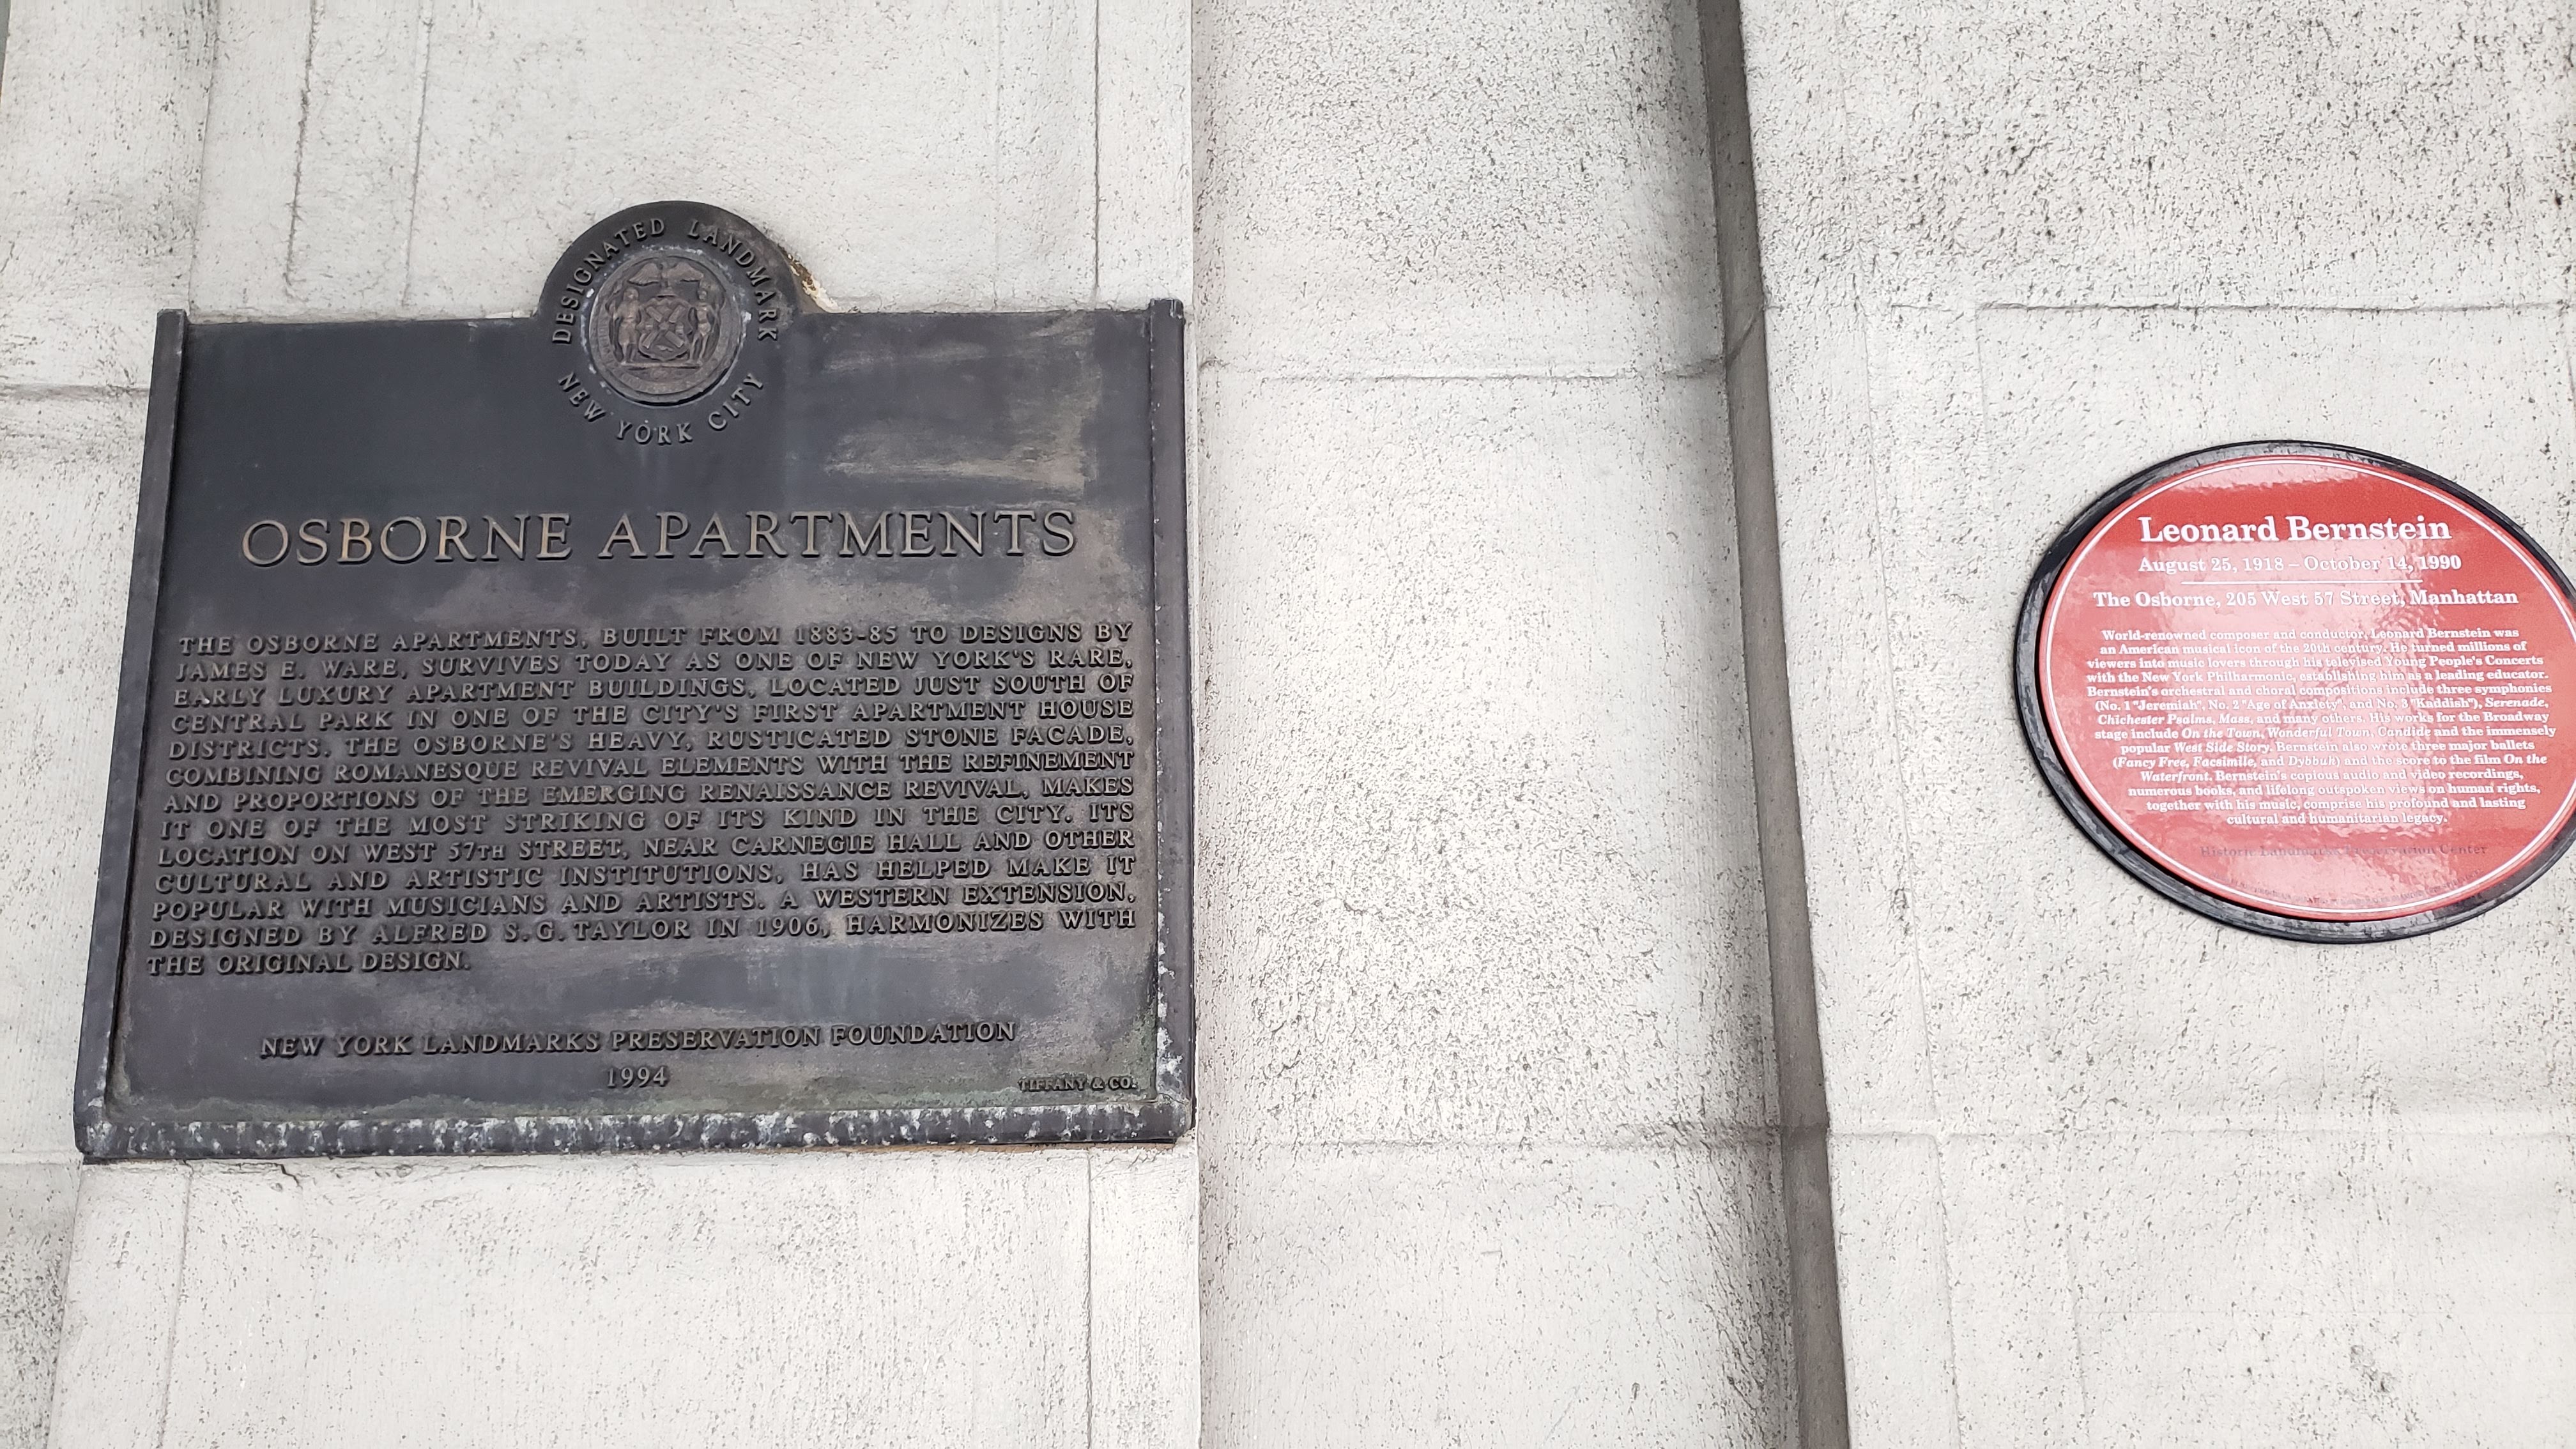 DESIGNATED LANDMARK
NEW YORK CITY
OSBORNE APARTMENTS
THE OSBORNE APARTMENTS, BUILT FROM 1883-85 TO DESIGNS BY
JAMES E. WARE, SURVIVES TODAY AS ONE OF NEW YORK'S RARE,
EARLY LUXURY APARTMENT BUILDINGS, LOCATED JUST SOUTH OF
CENTRAL PARK IN ONE OF THE CITY'S FIRST APARTMENT HOUSE
DISTRICTS. THE OSBORNE'S HEAVY, RUSTICATED STONE FACADE,
COMBINING ROMANESQUE REVIVAL ELEMENTS WITH THE REFINEMENT
AND PROPORTIONS OF THE EMERGING RENAISSANCE REVIVAL, MAKES
IT ONE OF THE MOST STRIKING OF ITS KIND IN THE CITY. ITS
LOCATION ON WEST 57TH STREET, NEAR CARNEGIE HALL AND OTHER
CULTURAL AND ARTISTIC INSTITUTIONS, HAS HELPED MAKE IT
POPULAR WITH MUSICIANS AND ARTISTS. A WESTERN EXTENSION,
DESIGNED BY ALFRED S.G. TAYLOR IN 1906, HARMONIZES WITH
THE ORIGINAL DESIGN.
NEW YORK LANDMARKS PRESERVATION FOUNDATION
1994
TIFFANY & CO.
Leonard Bernstein
August 25, 1918 – October 14, 1990
The Osborne, 205 West 57 Street, Manhattan
World-renowned composer and conductor, Leonard Bernstein was
an American musical icon of the 20th century. He turned millions of
viewers into music lovers through his televised Young People's Concerts
with the New York Philharmonic, establishing him as a leading educator.
Bernstein's orchestral and choral compositions include three symphonies
(No. 1 "Jeremiah", No. 2 "Age of Anxiety", and No. 3 "Kaddish"), Serenade,
Chichester Psalms, Mass, and many others. His works for the Broadway
stage include On the Town, Wonderful Town, Candide and the immensely
popular West Side Story. Bernstein also wrote three major ballets
(Fancy Free, Facsimile, and Dybbuk) and the score to the film On the
Waterfront. Bernstein's copious audio and video recordings,
numerous books, and lifelong outspoken views on human rights,
together with his music, comprise his profound and lasting
cultural and humanitarian legacy.
Historic Landmarks Preservation Center